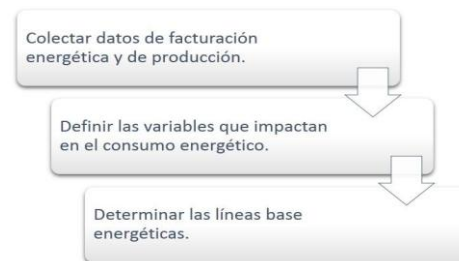 Colectar datos de facturación
energética y de producción.
Definir las variables que impactan
en el consumo energético.
Determinar las líneas base
energéticas.